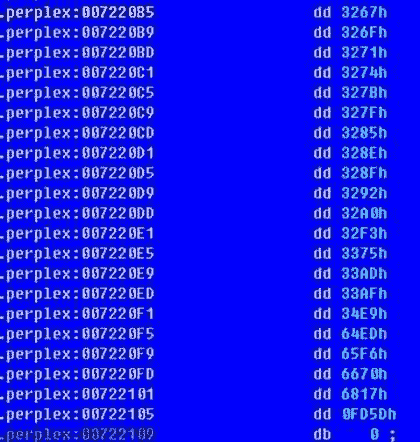 .perplex:00722085 dd 3267h
.perplex:007220B9 dd 326Fh
.perplex:007220BD dd 3271h
.perplex:007220C1 dd 3274h
.perplex:007220C5 dd 327Bh
.perplex:007220C9 dd 327Fh
.perplex:007220CD dd 3285h
.perplex:007220D1 dd 328Eh
.perplex:007220D5 dd 328Fh
.perplex:007220D9 dd 3292h
.perplex:007220DD dd 32A0h
.perplex:007220E1 dd 32F3h
.perplex:007220E5 dd 3375h
.perplex:007220E9 dd 33ADh
.perplex:007220ED dd 33AFh
.perplex:007220F1 dd 34E9h
.perplex:007220F5 dd 64EDh
.perplex:007220F9 dd 65F6h
.perplex:007220FD dd 6670h
.perplex:00722101 dd 6817h
.perplex:00722105 dd 0FD5Dh
.perplex:00722109 db 0 ;